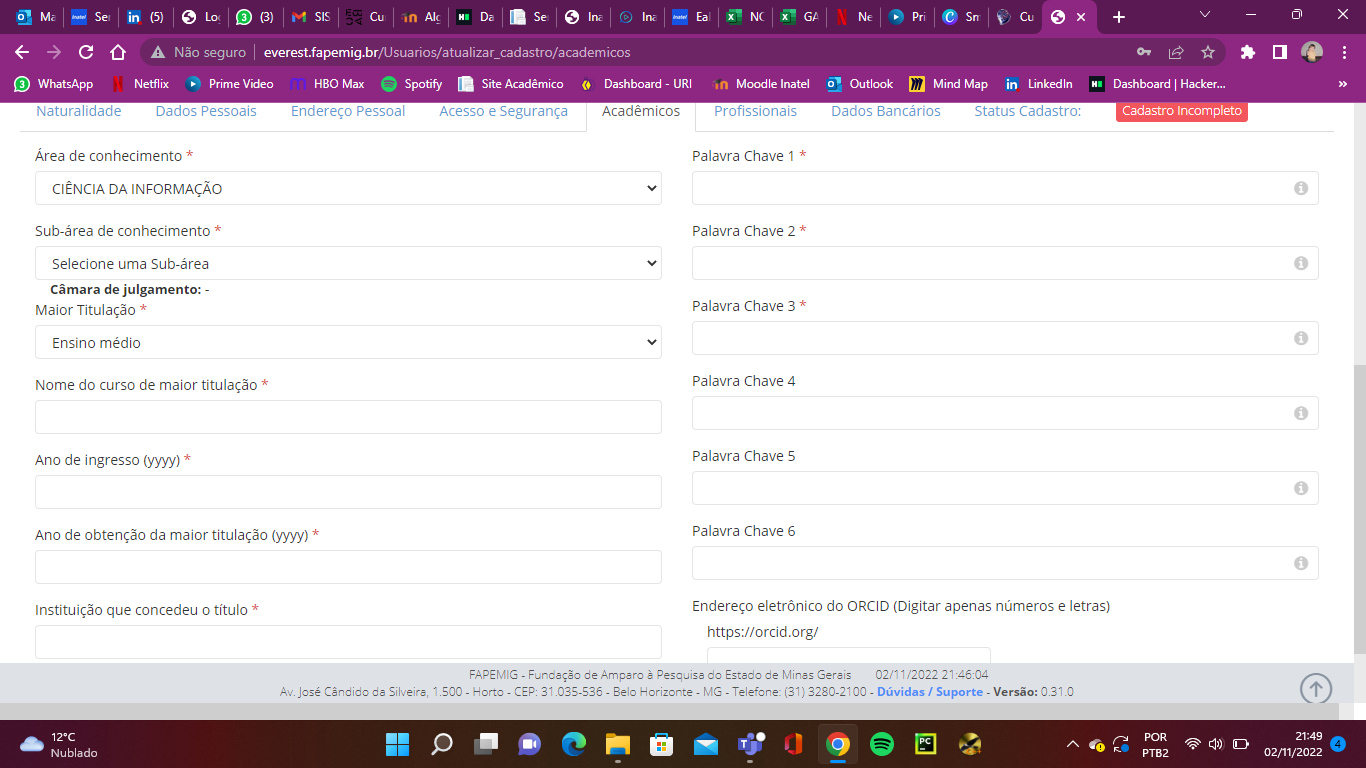 Ma
Ser
(5)
Log
(3)
SIS
Cu
Alg
Da
Se
Ina
Ina
Eal
NC
GA
Ne
Pri
Sm
Cu
Não seguro
everest.fapemig.br/Usuarios/atualizar_cadastro/academicos
WhatsApp
Netflix
Prime Video
HBO Max
Spotify
Site Acadêmico
Dashboard - URI
Moodle Inatel
Outlook
Mind Map
LinkedIn
Dashboard | Hacker...
»
Naturalidade
Dados Pessoais
Endereço Pessoal
Acesso e Segurança
Acadêmicos
Profissionais
Dados Bancários
Status Cadastro:
Cadastro Incompleto
Área de conhecimento *
CIÊNCIA DA INFORMAÇÃO
Sub-área de conhecimento *
Selecione uma Sub-área
Câmara de julgamento: -
Maior Titulação *
Ensino médio
Nome do curso de maior titulação *
Ano de ingresso (yyyy) *
Ano de obtenção da maior titulação (yyyy) *
Instituição que concedeu o título *
Palavra Chave 1 *
Palavra Chave 2 *
Palavra Chave 3 *
Palavra Chave 4
Palavra Chave 5
Palavra Chave 6
Endereço eletrônico do ORCID (Digitar apenas números e letras)
https://orcid.org/
FAPEMIG - Fundação de Amparo à Pesquisa do Estado de Minas Gerais 02/11/2022 21:46:04
Av. José Cândido da Silveira, 1.500 - Horto - CEP: 31.035-536 - Belo Horizonte - MG - Telefone: (31) 3280-2100 - Dúvidas / Suporte - Versão: 0.31.0
12°C
Nublado
POR
PTB2
21:49
02/11/2022
4